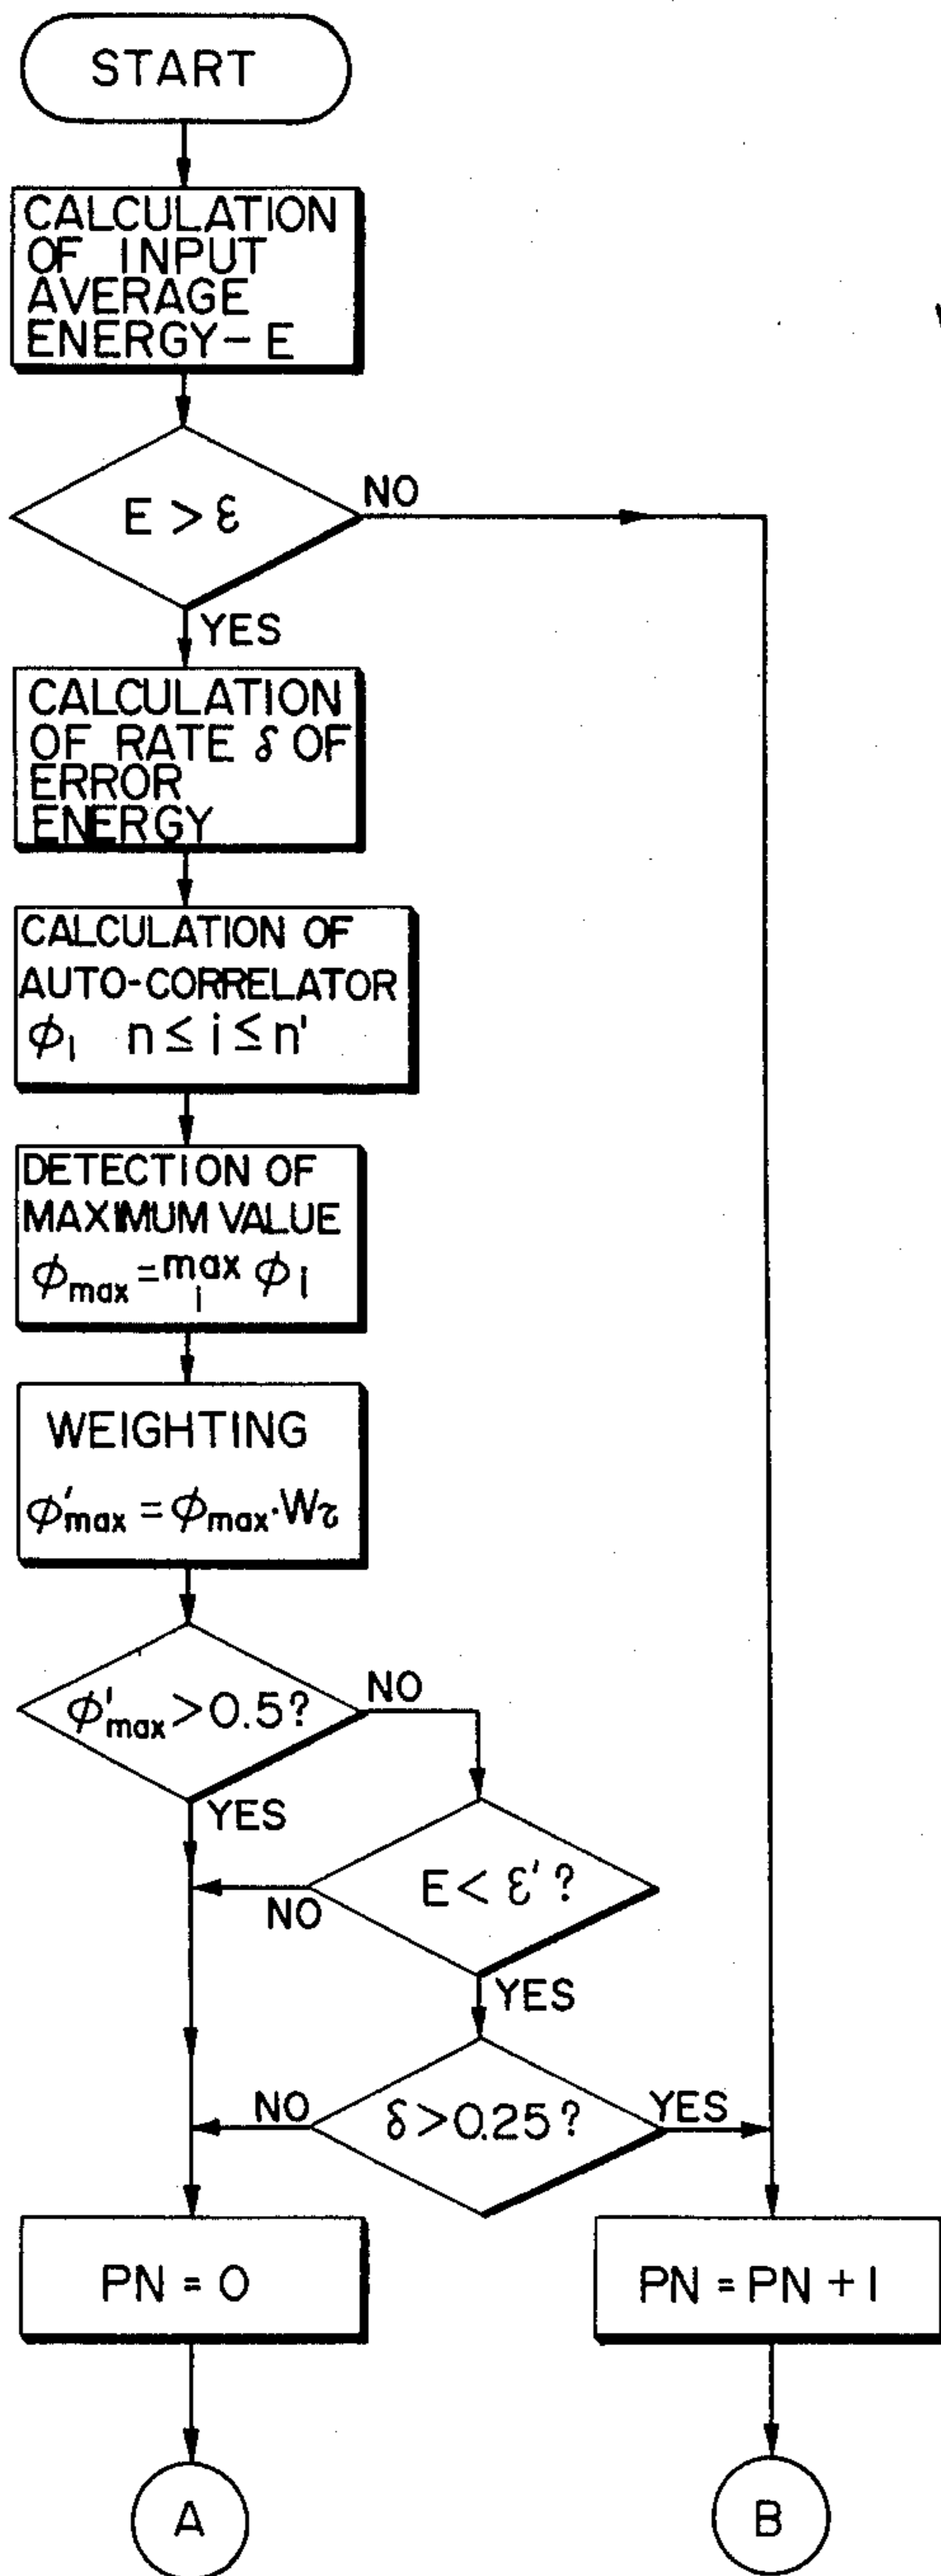 START
CALCULATION
OF INPUT
AVERAGE
ENERGY-E
E > ε
NO
YES
CALCULATION
OF RATE δ OF
ERROR
ENERGY
CALCULATION OF
AUTO-CORRELATOR
ϕi n ≤ i ≤ n'
DETECTION OF
MAXIMUM VALUE
ϕmax = max ϕi
i
WEIGHTING
ϕ'max = ϕmax·Wτ
ϕ'max > 0.5?
NO
YES
E < ε' ?
NO
YES
NO
δ > 0.25?
YES
PN = 0
PN = PN + 1
A
B